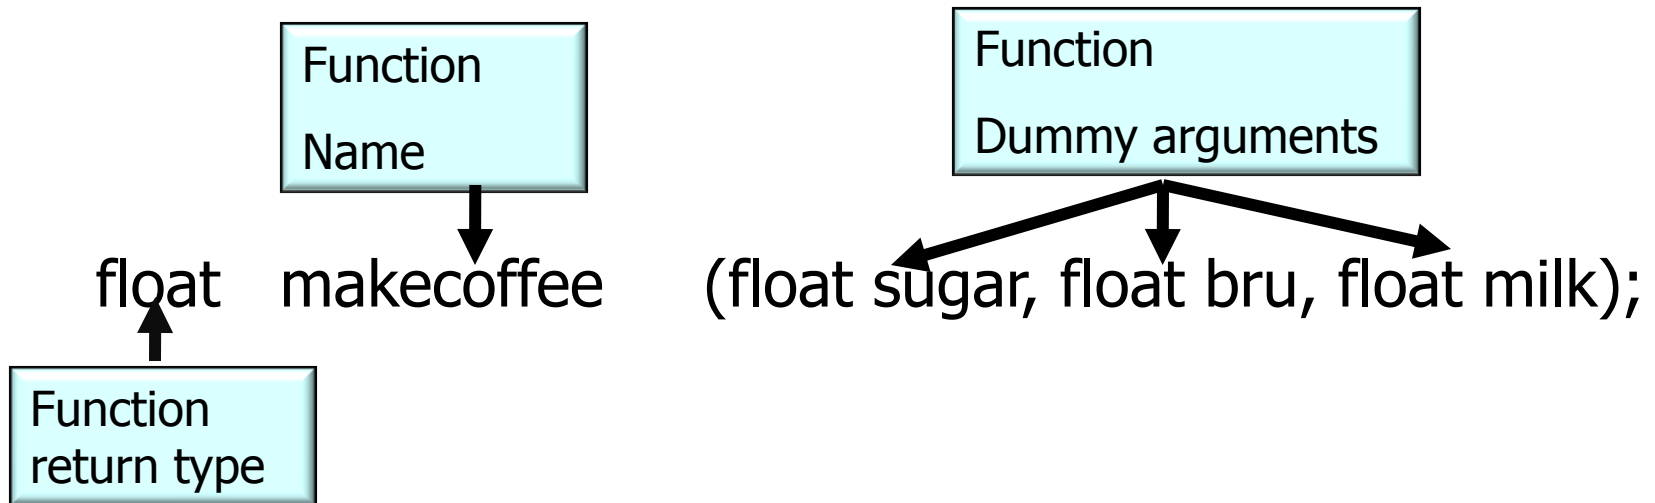 Function
Name
Function
Dummy arguments
float makecoffee (float sugar, float bru, float milk);
Function
return type